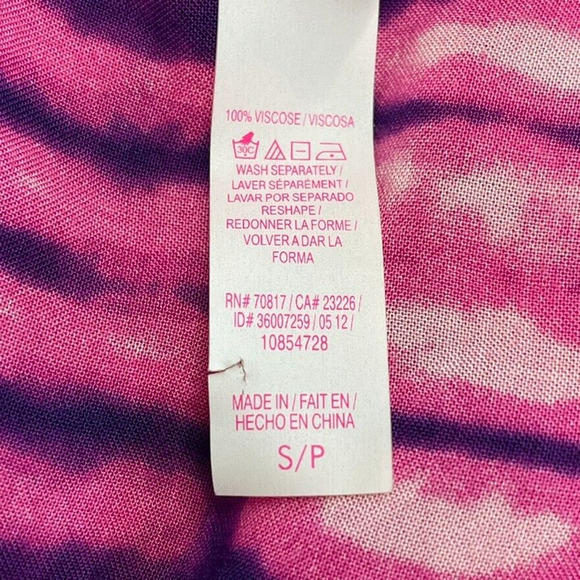 100% VISCOSE / VISCOSA
30C
WASH SEPARATELY /
LAVER SÉPARÉMENT /
LAVAR POR SEPARADO
RESHAPE /
REDONNER LA FORME /
VOLVER A DAR LA
FORMA
RN# 70817 / CA# 23226 /
ID# 36007259 / 05 12 /
10854728
MADE IN / FAIT EN /
HECHO EN CHINA
S/P